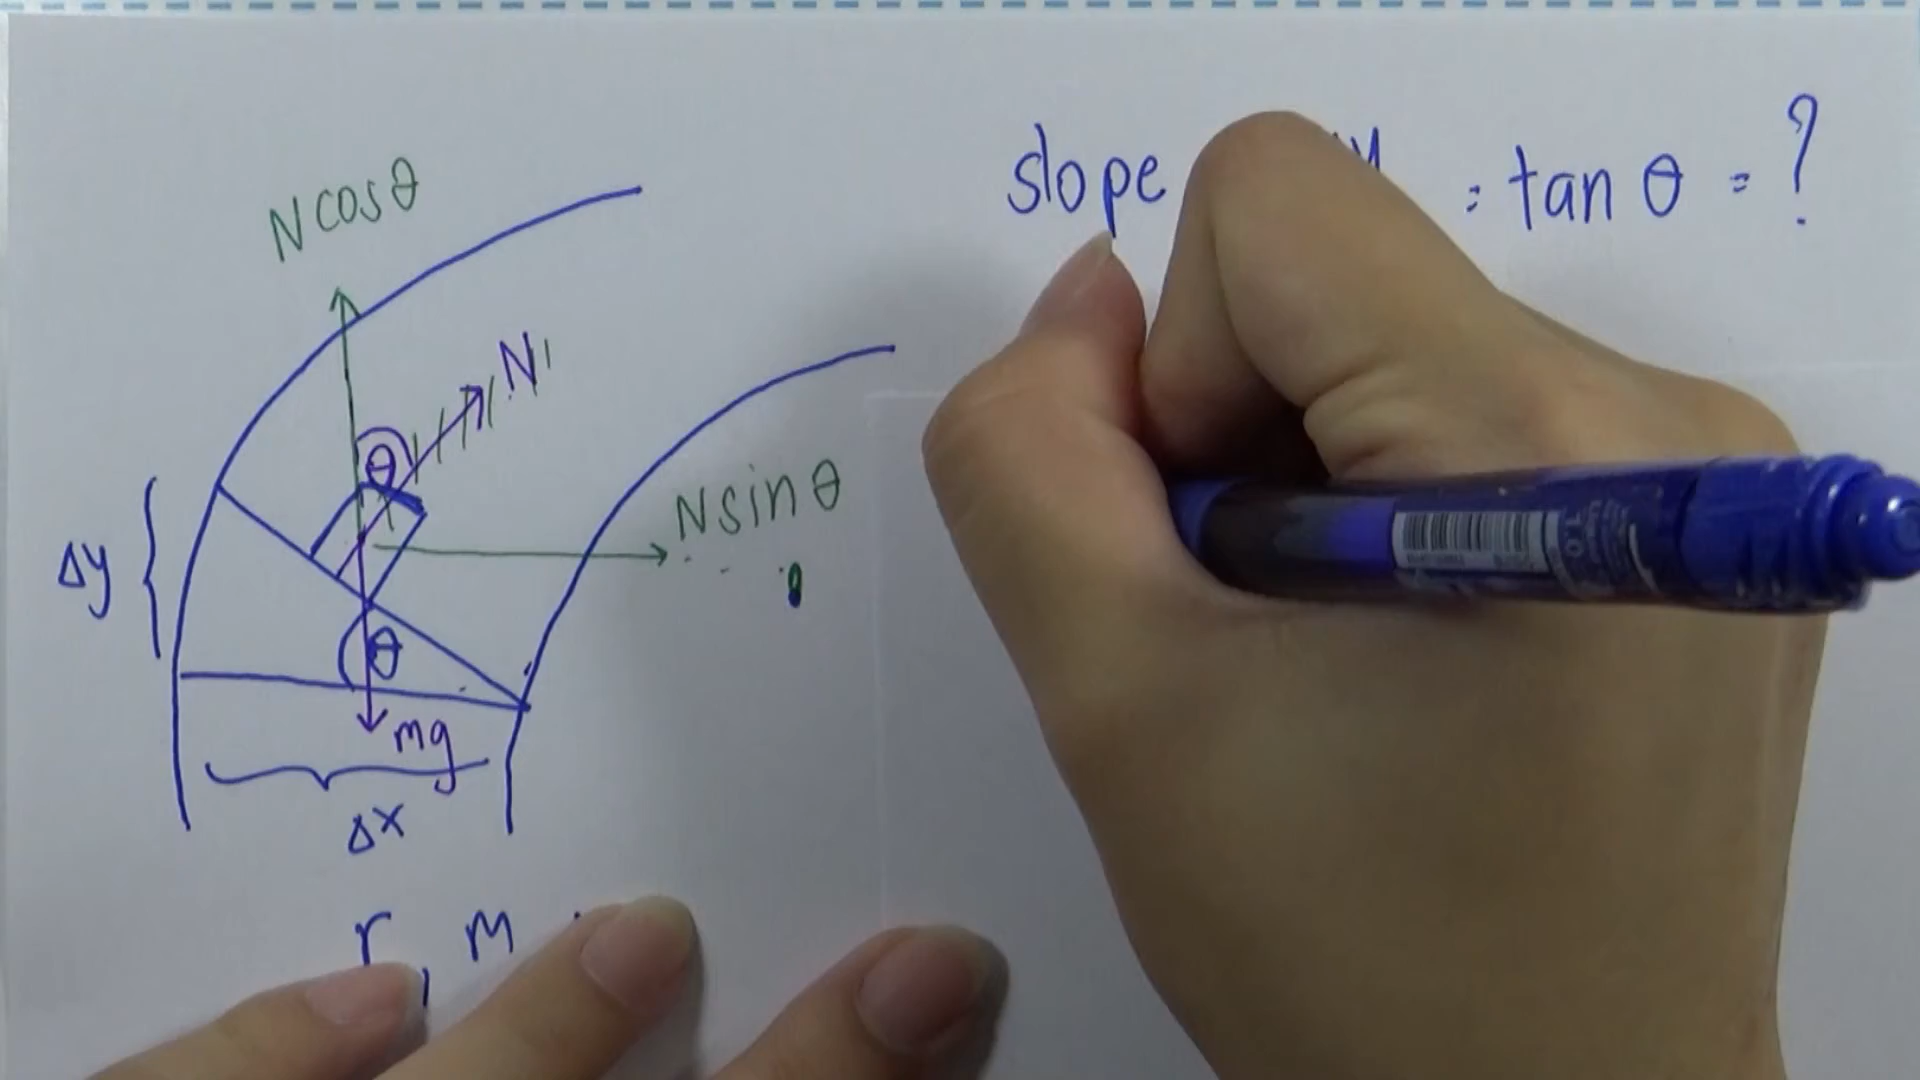 slope = tan θ = ?
N cos θ
N
θ
N sin θ
Δy
θ
mg
Δx
r, m